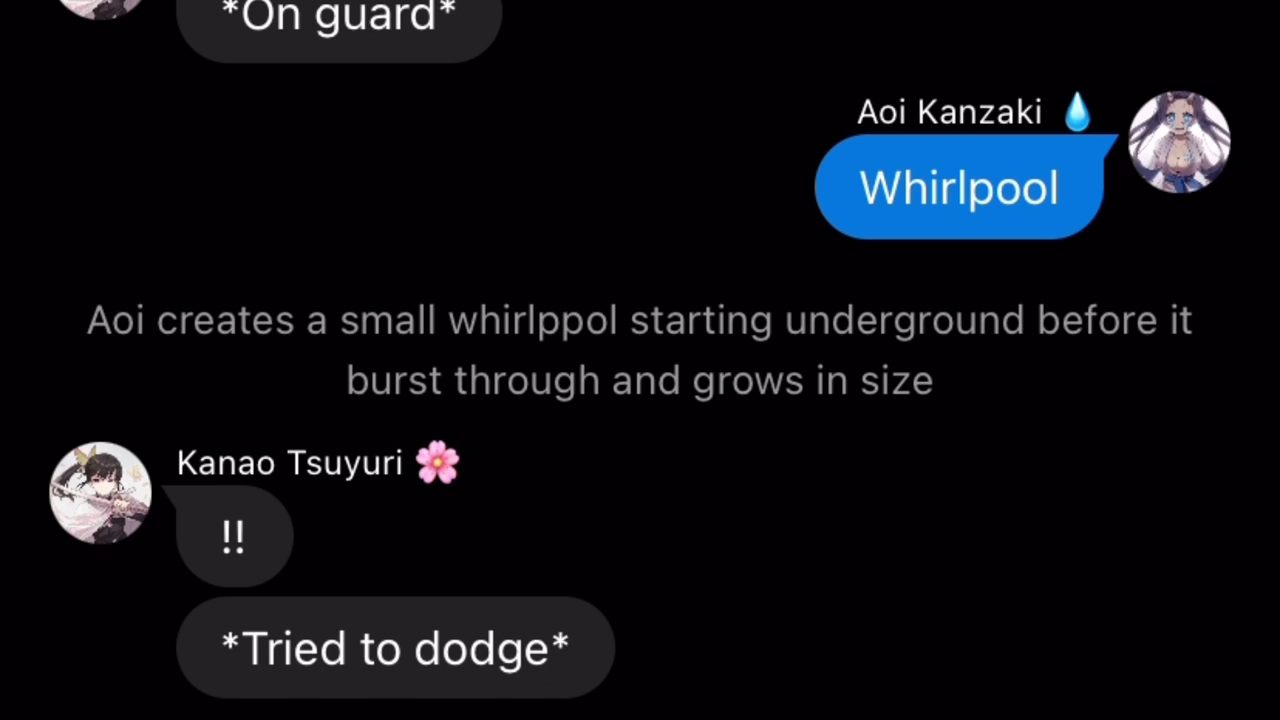 *On guard*
Aoi Kanzaki 💧
Whirlpool
Aoi creates a small whirlppol starting underground before it
burst through and grows in size
Kanao Tsuyuri 🌸
!!
*Tried to dodge*